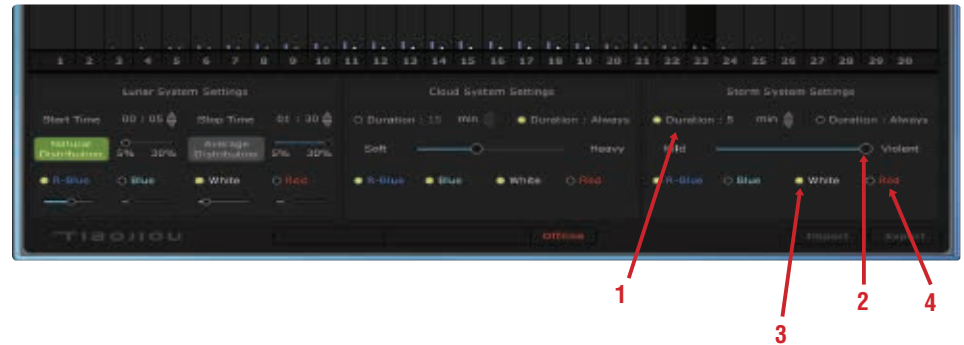 1 2 3 4 5 6 7 8 9 10 11 12 13 14 15 16 17 18 19 20 21 22 23 24 25 26 27 28 29 30
Lunar System Settings
Cloud System Settings
Storm System Settings
Start Time 00 : 05 Stop Time 01 : 30
Duration : 15 min Duration : Always
Duration : 5 min Duration : Always
Natural Distribution 5% 30% Average Distribution 5% 30%
Soft Heavy
Mild Violent
R-Blue Blue White Red
R-Blue Blue White Red
R-Blue Blue White Red
Offline Import Export
1
2
4
3